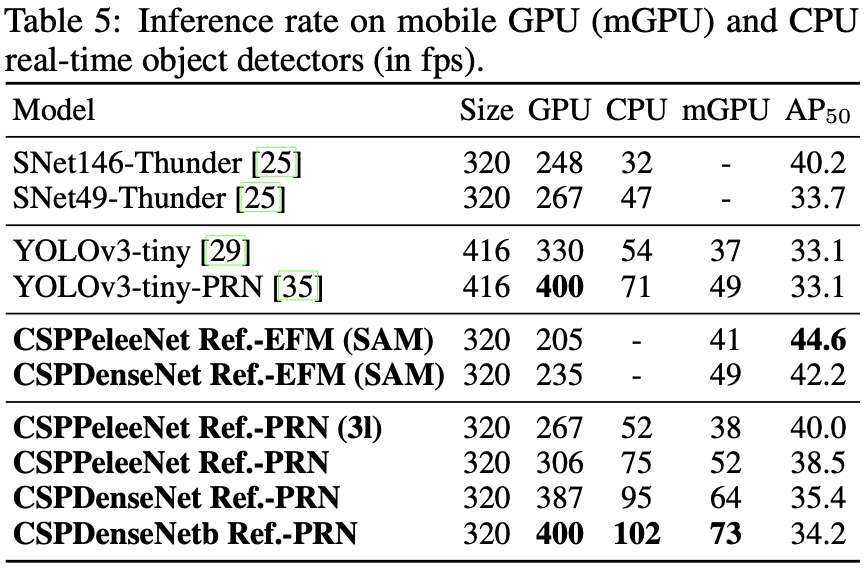 Table 5: Inference rate on mobile GPU (mGPU) and CPU
real-time object detectors (in fps).
Model Size GPU CPU mGPU AP50
SNet146-Thunder [25] 320 248 32 - 40.2
SNet49-Thunder [25] 320 267 47 - 33.7
YOLOv3-tiny [29] 416 330 54 37 33.1
YOLOv3-tiny-PRN [35] 416 400 71 49 33.1
CSPPeleeNet Ref.-EFM (SAM) 320 205 - 41 44.6
CSPDenseNet Ref.-EFM (SAM) 320 235 - 49 42.2
CSPPeleeNet Ref.-PRN (3l) 320 267 52 38 40.0
CSPPeleeNet Ref.-PRN 320 306 75 52 38.5
CSPDenseNet Ref.-PRN 320 387 95 64 35.4
CSPDenseNetb Ref.-PRN 320 400 102 73 34.2